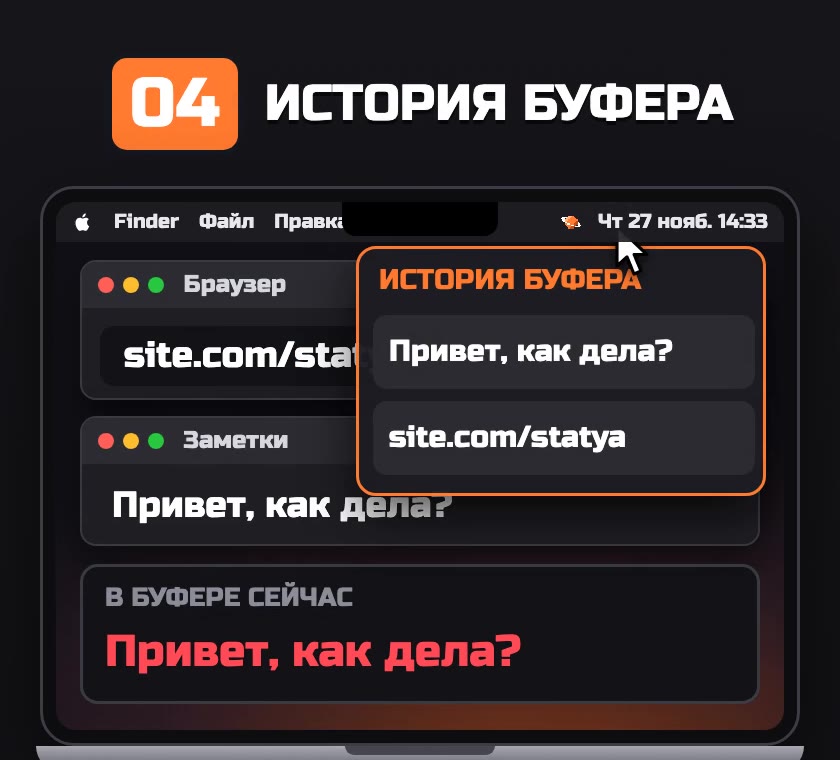 04 ИСТОРИЯ БУФЕРА
Finder Файл Правка Чт 27 нояб. 14:33
Браузер
site.com/stat
ИСТОРИЯ БУФЕРА
Привет, как дела?
site.com/statya
Заметки
Привет, как дела?
В БУФЕРЕ СЕЙЧАС
Привет, как дела?